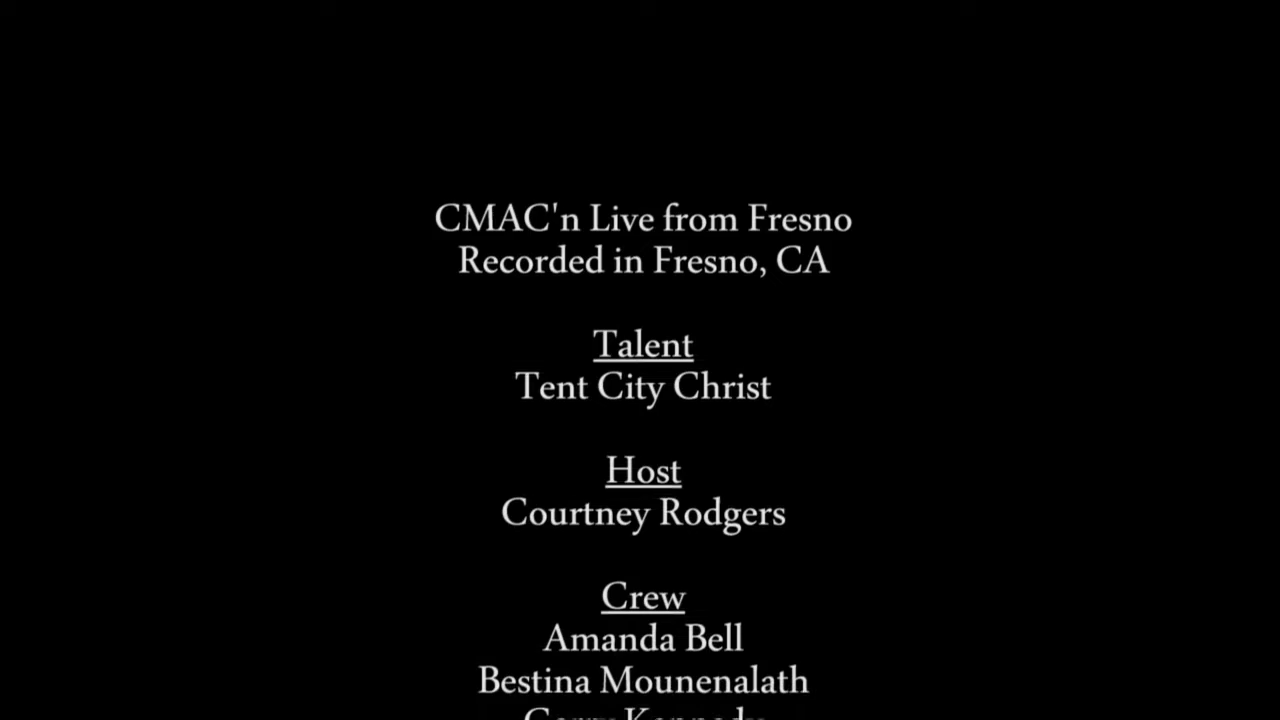 CMAC'n Live from Fresno
Recorded in Fresno, CA
Talent
Tent City Christ
Host
Courtney Rodgers
Crew
Amanda Bell
Bestina Mounenalath